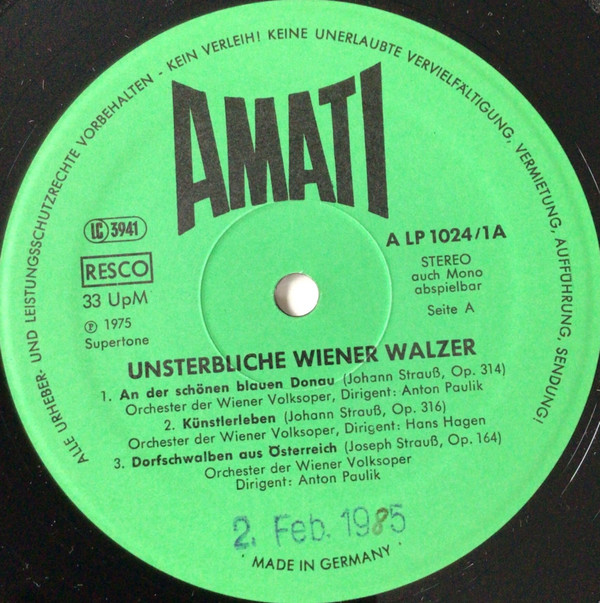 ALLE URHEBER- UND LEISTUNGSSCHUTZRECHTE VORBEHALTEN - KEIN VERLEIH! KEINE UNERLAUBTE VERVIELFÄLTIGUNG, VERMIETUNG, AUFFÜHRUNG, SENDUNG!
AMATI
LC 3941
RESCO
33 UpM
Ⓟ 1975
Supertone
A LP 1024/1A
STEREO
auch Mono
abspielbar
Seite A
UNSTERBLICHE WIENER WALZER
1. An der schönen blauen Donau (Johann Strauß, Op. 314)
Orchester der Wiener Volksoper, Dirigent: Anton Paulik
2. Künstlerleben (Johann Strauß, Op. 316)
Orchester der Wiener Volksoper, Dirigent: Hans Hagen
3. Dorfschwalben aus Österreich (Joseph Strauß, Op. 164)
Orchester der Wiener Volksoper
Dirigent: Anton Paulik
2. Feb. 1985
· MADE IN GERMANY ·